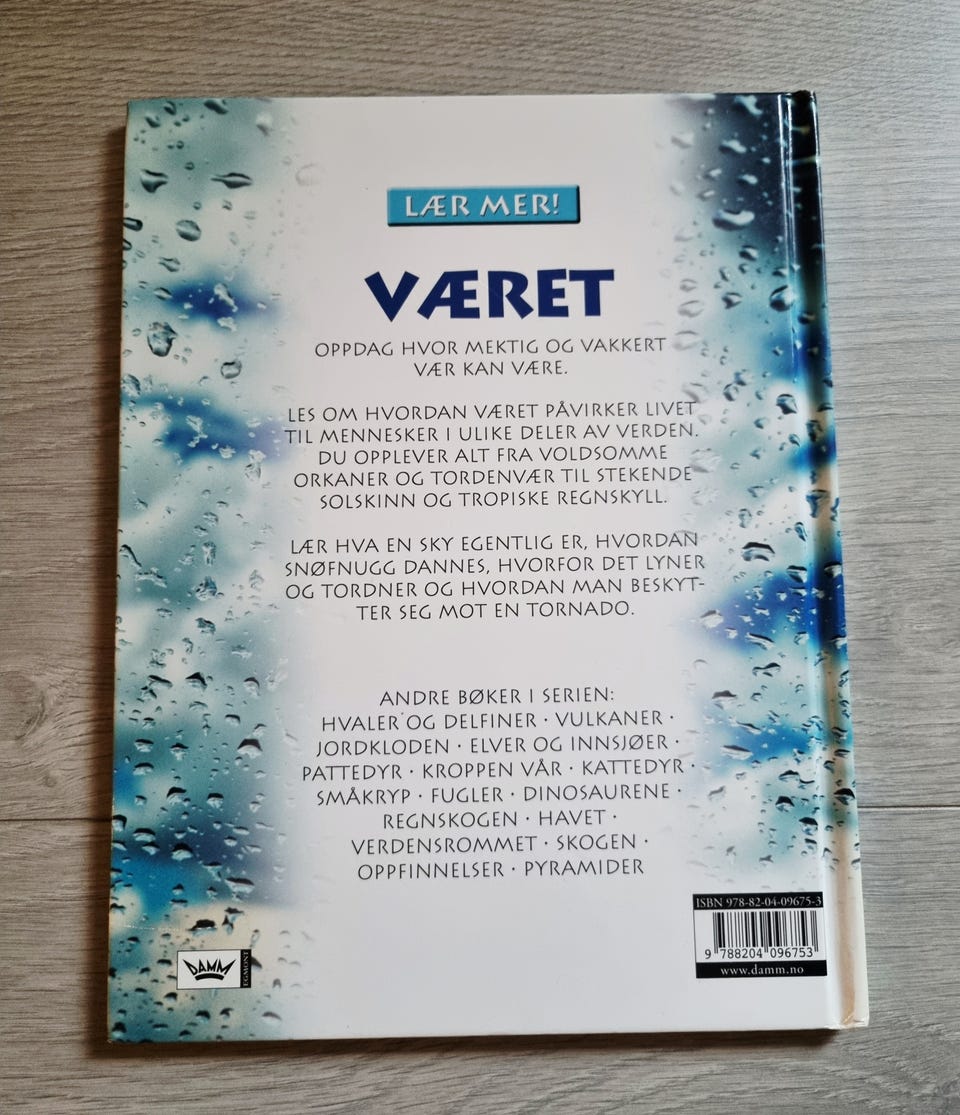 LÆR MER!
VÆRET
OPPDAG HVOR MEKTIG OG VAKKERT
VÆR KAN VÆRE.
LES OM HVORDAN VÆRET PÅVIRKER LIVET
TIL MENNESKER I ULIKE DELER AV VERDEN.
DU OPPLEVER ALT FRA VOLDSOMME
ORKANER OG TORDENVÆR TIL STEKENDE
SOLSKINN OG TROPISKE REGNSKYLL.
LÆR HVA EN SKY EGENTLIG ER, HVORDAN
SNØFNUGG DANNES, HVORFOR DET LYNER
OG TORDNER OG HVORDAN MAN BESKYT-
TER SEG MOT EN TORNADO.
ANDRE BØKER I SERIEN:
HVALER OG DELFINER · VULKANER ·
JORDKLODEN · ELVER OG INNSJØER ·
PATTEDYR · KROPPEN VÅR · KATTEDYR ·
SMÅKRYP · FUGLER · DINOSAURENE ·
REGNSKOGEN · HAVET ·
VERDENSROMMET · SKOGEN ·
OPPFINNELSER · PYRAMIDER
ISBN 978-82-04-09675-3
9 788204 096753
www.damm.no
DAMM
EGMONT